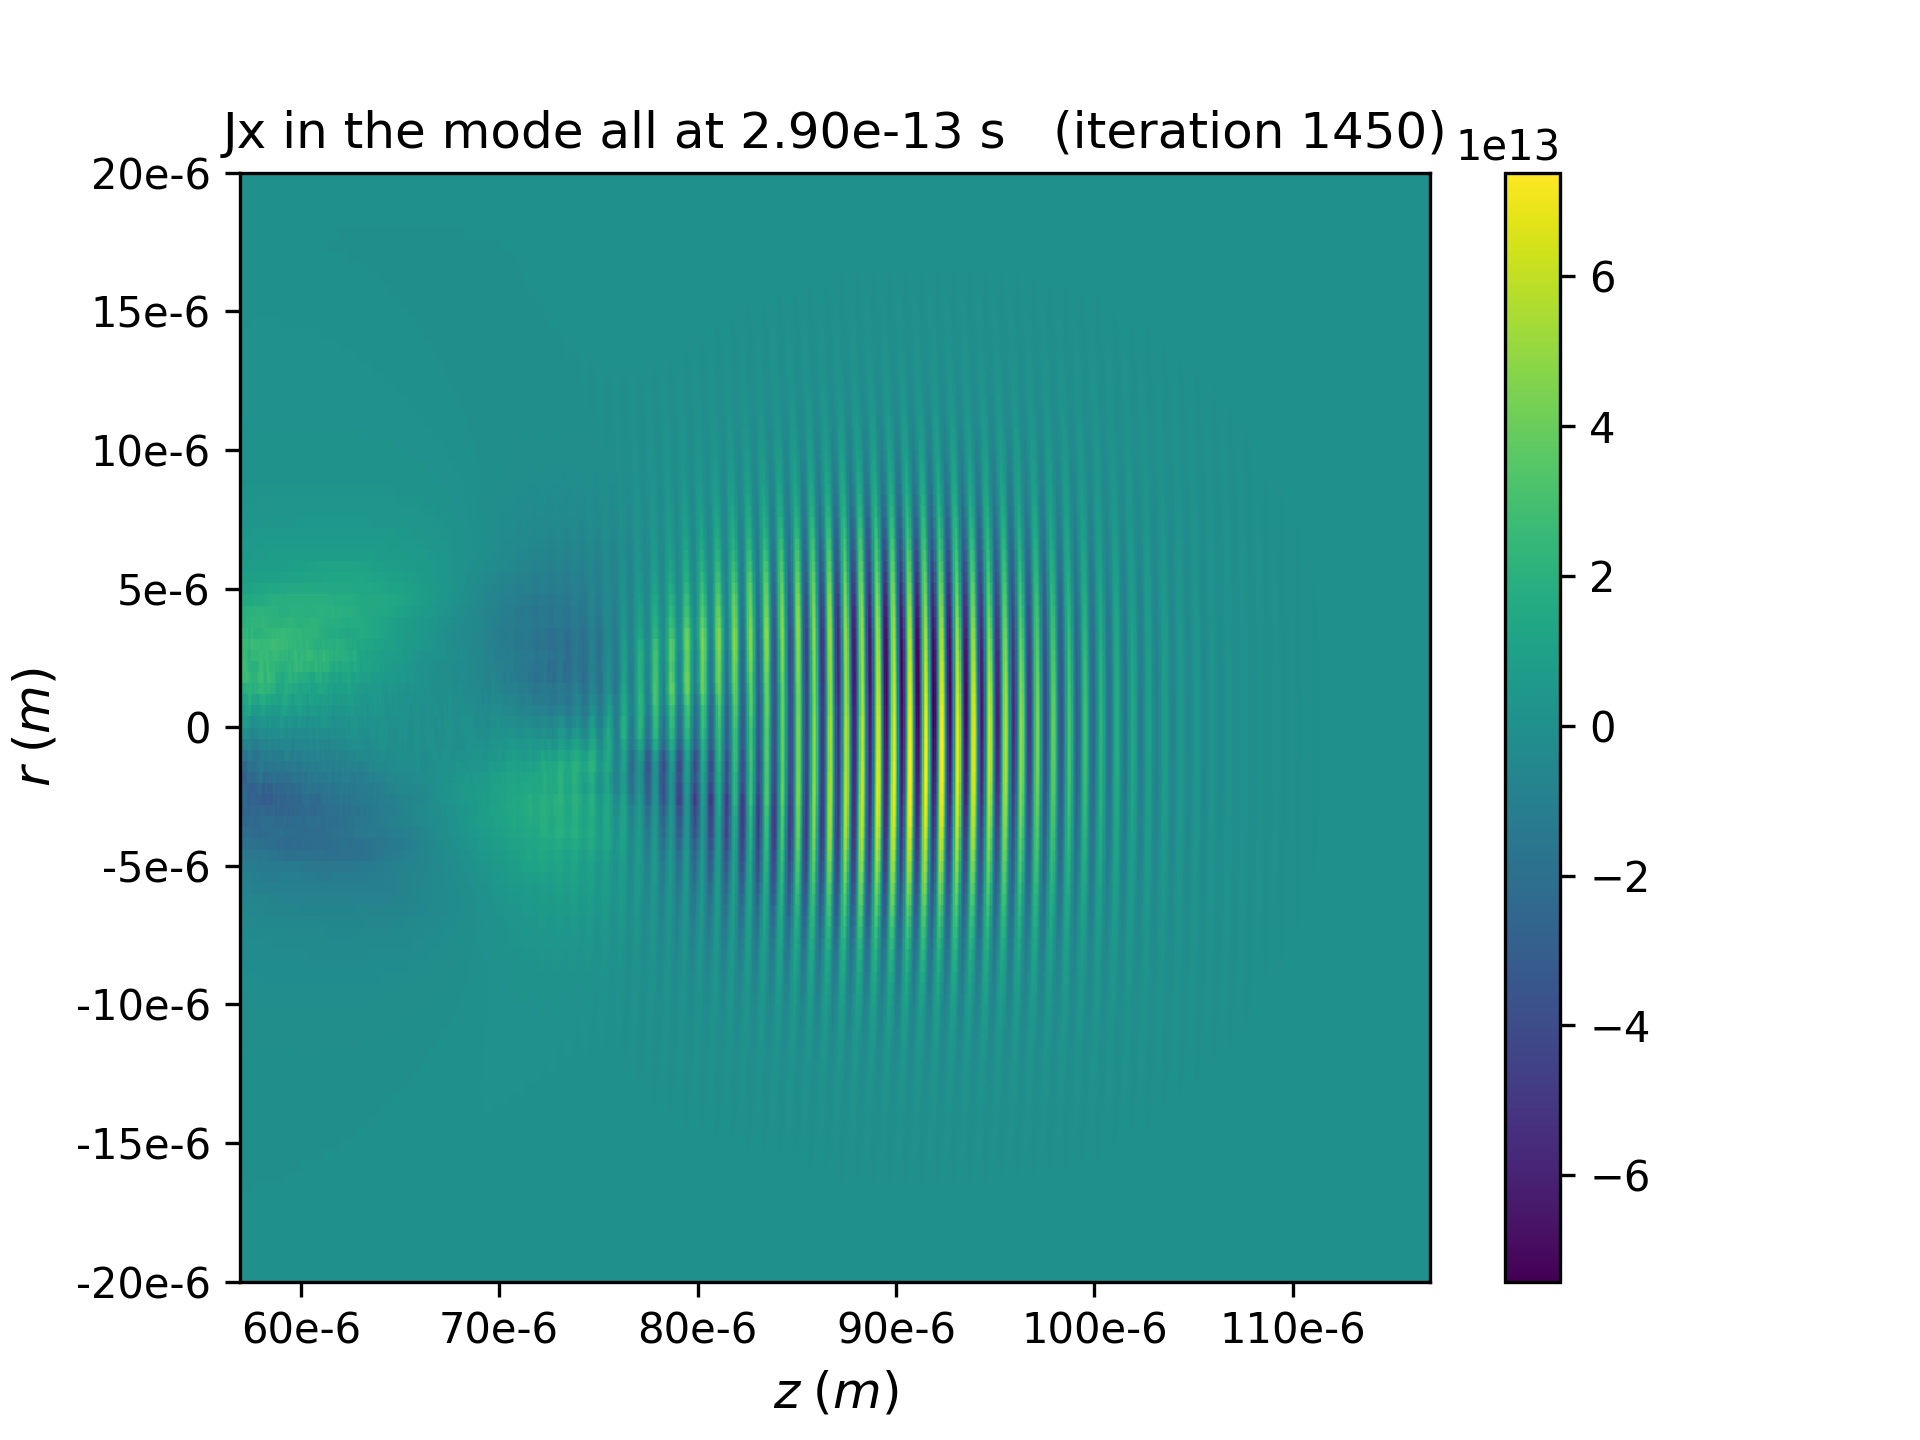 Jx in the mode all at 2.90e-13 s   (iteration 1450)
1e13
20e-6
15e-6
10e-6
5e-6
0
-5e-6
-10e-6
-15e-6
-20e-6
r (m)
60e-6 70e-6 80e-6 90e-6 100e-6 110e-6
z (m)
6
4
2
0
−2
−4
−6